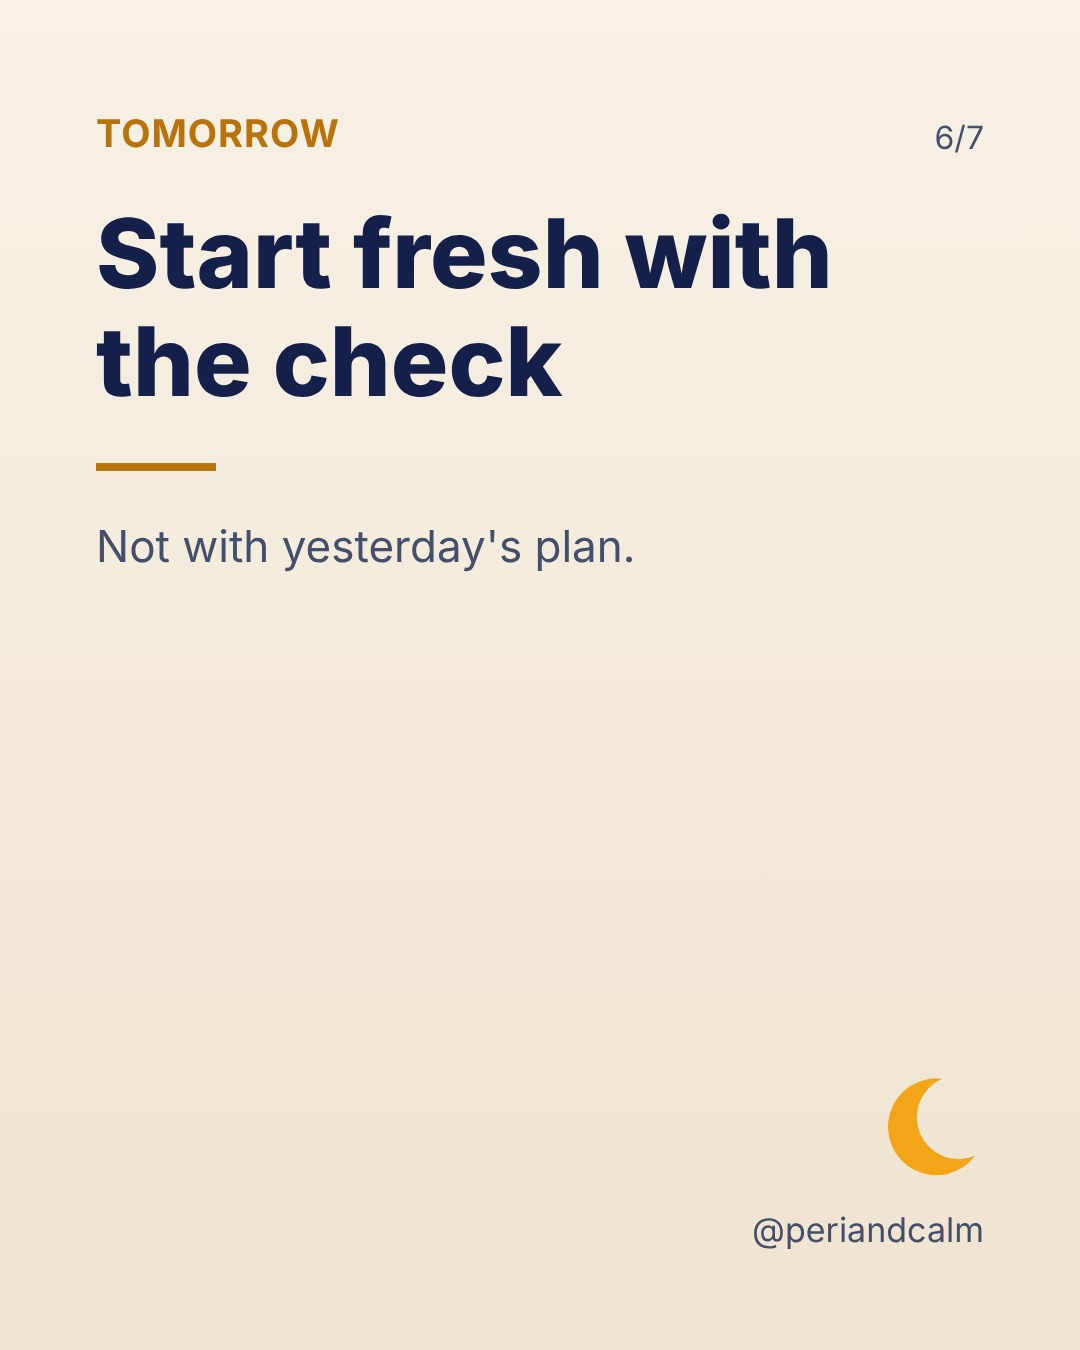 TOMORROW
6/7
Start fresh with
the check
Not with yesterday's plan.
@periandcalm